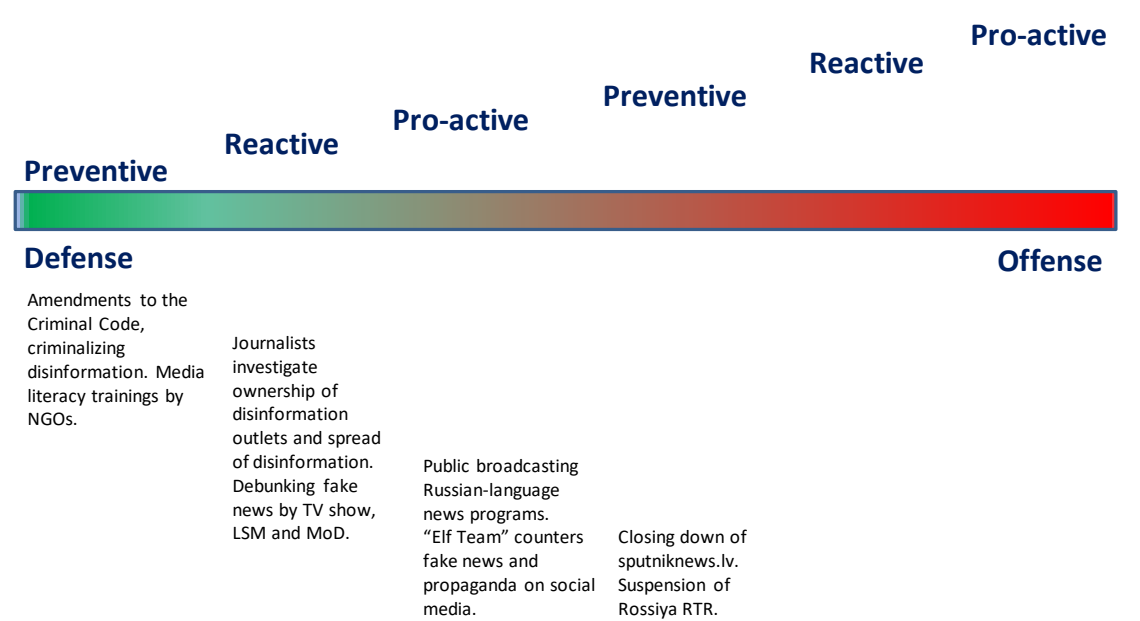 Pro-active
Reactive
Preventive
Pro-active
Reactive
Preventive
Defense
Offense
Amendments to the
Criminal Code,
criminalizing
disinformation. Media
literacy trainings by
NGOs.
Journalists
investigate
ownership of
disinformation
outlets and spread
of disinformation.
Debunking fake
news by TV show,
LSM and MoD.
Public broadcasting
Russian-language
news programs.
“Elf Team” counters
fake news and
propaganda on social
media.
Closing down of
sputniknews.lv.
Suspension of
Rossiya RTR.